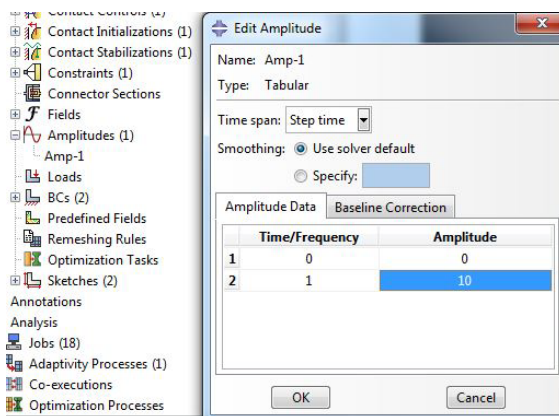 Contact Controls (1)
Contact Initializations (1)
Contact Stabilizations (1)
Constraints (1)
Connector Sections
Fields
Amplitudes (1)
Amp-1
Loads
BCs (2)
Predefined Fields
Remeshing Rules
Optimization Tasks
Sketches (2)
Annotations
Analysis
Jobs (18)
Adaptivity Processes (1)
Co-executions
Optimization Processes
Edit Amplitude
Name: Amp-1
Type: Tabular
Time span: Step time
Smoothing: Use solver default
Specify:
Amplitude Data Baseline Correction
Time/Frequency Amplitude
1 0 0
2 1 10
OK Cancel